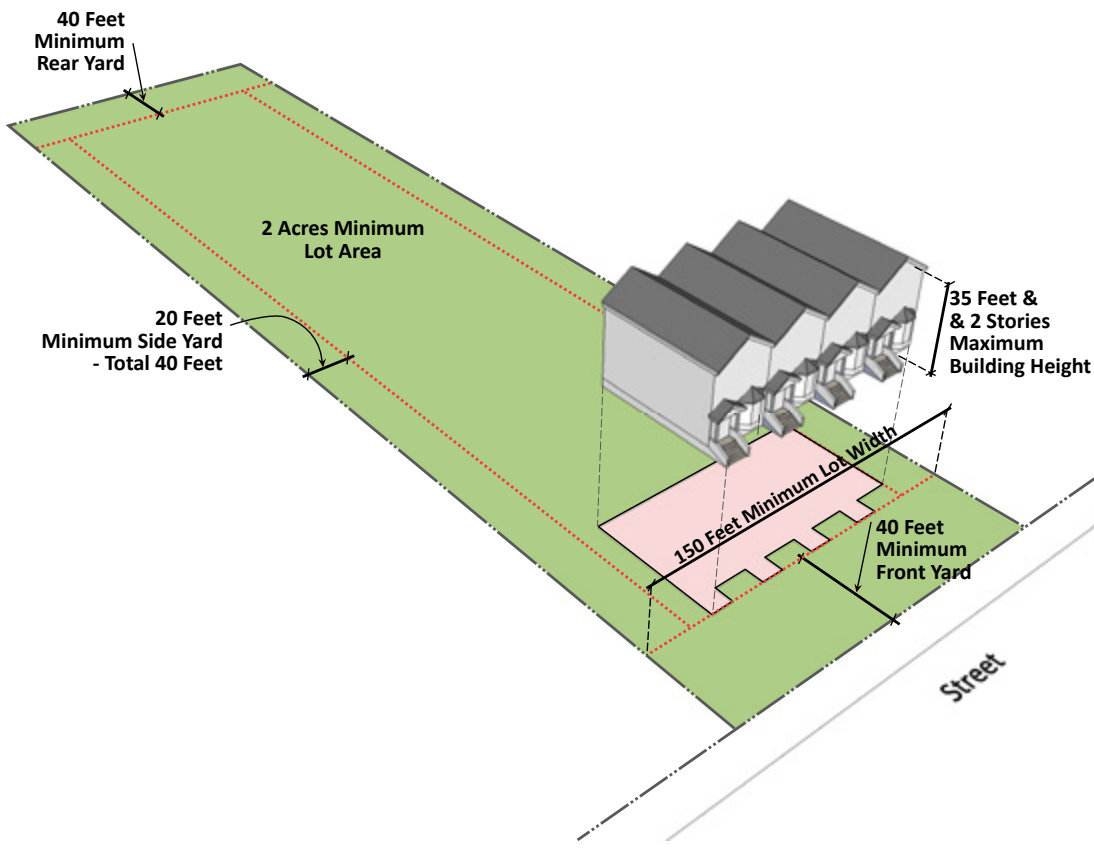 40 Feet
Minimum
Rear Yard
2 Acres Minimum
Lot Area
20 Feet
Minimum Side Yard
- Total 40 Feet
35 Feet &
& 2 Stories
Maximum
Building Height
150 Feet Minimum Lot Width
40 Feet
Minimum
Front Yard
Street